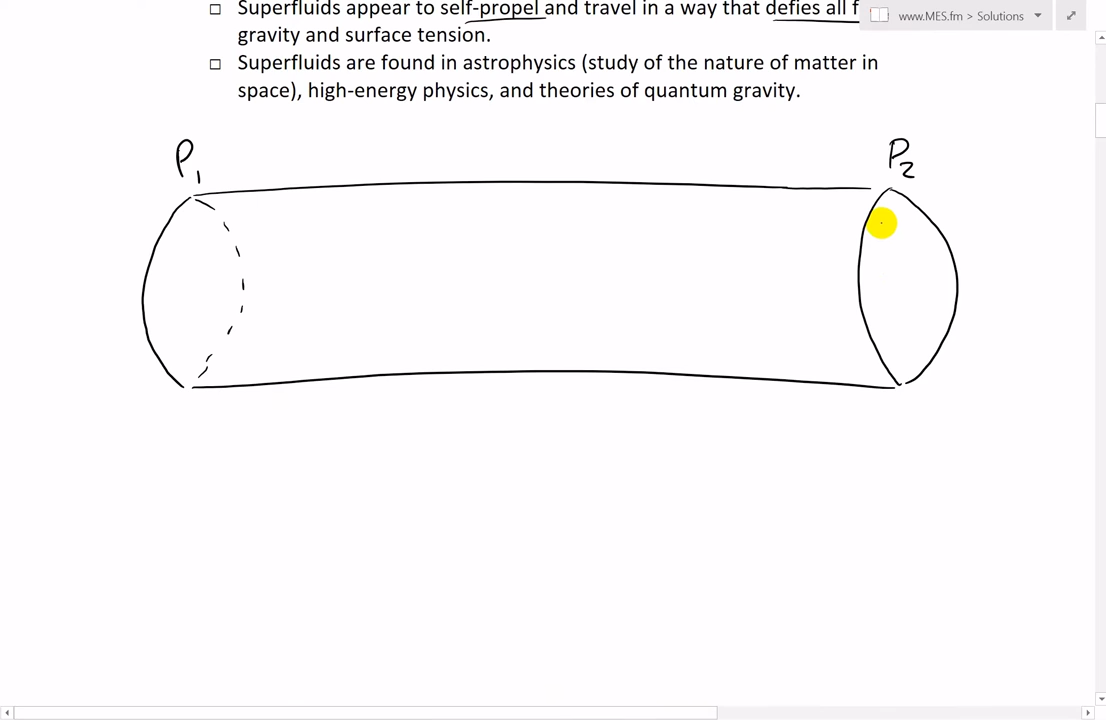 □ Superfluids appear to self-propel and travel in a way that defies all
www.MES.fm > Solutions
gravity and surface tension.
□ Superfluids are found in astrophysics (study of the nature of matter in
space), high-energy physics, and theories of quantum gravity.
P₁
P₂